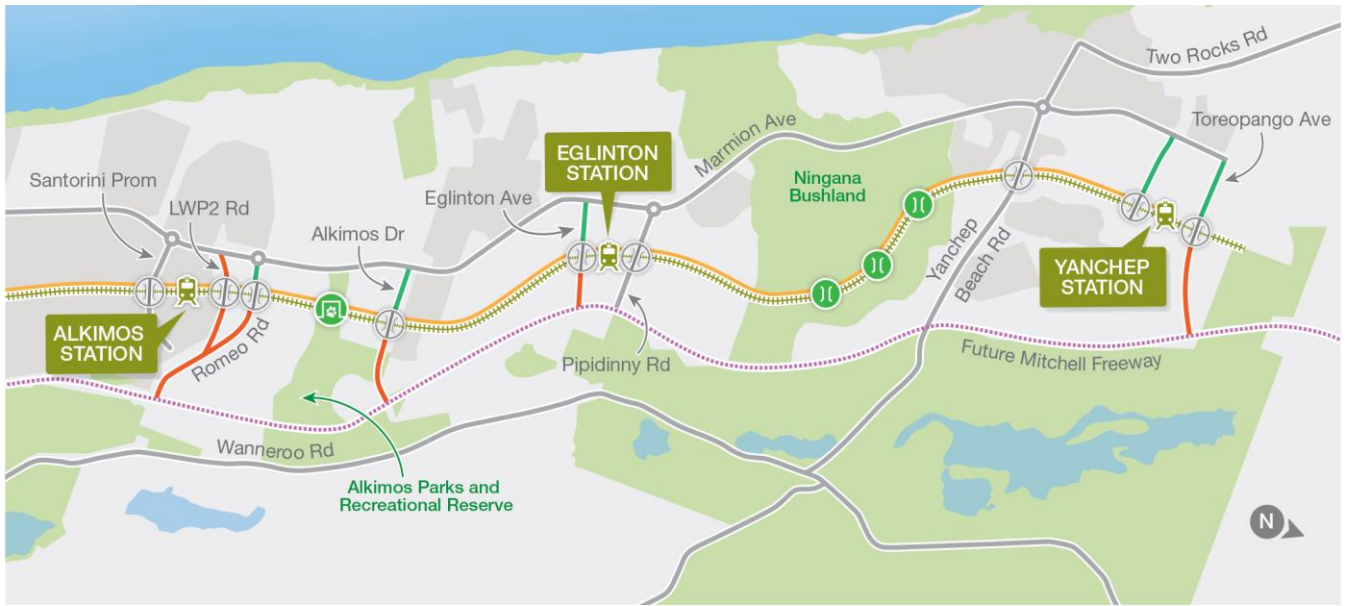 Two Rocks Rd
Toreopango Ave
Marmion Ave
EGLINTON
STATION
Ningana
Bushland
Santorini Prom
LWP2 Rd
Eglinton Ave
Alkimos Dr
Yanchep
Beach Rd
YANCHEP
STATION
ALKIMOS
STATION
Romeo Rd
Pipidinny Rd
Future Mitchell Freeway
Wanneroo Rd
Alkimos Parks and
Recreational Reserve
N